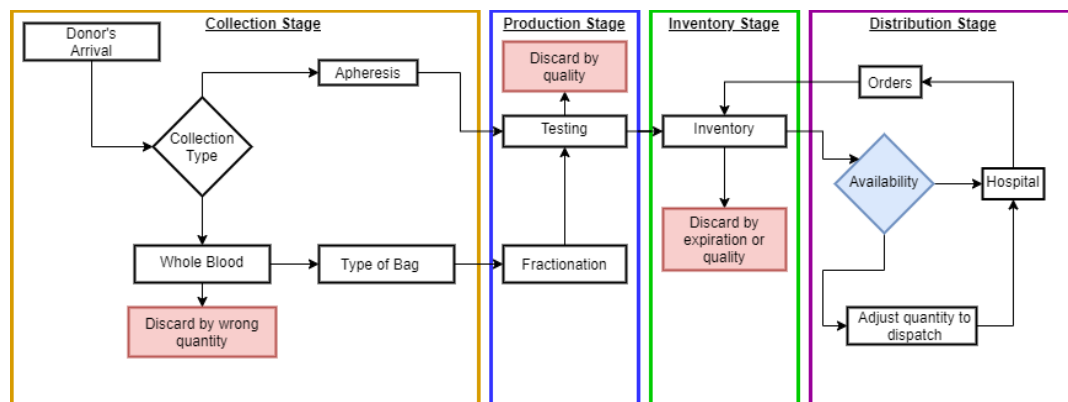 Collection Stage
Production Stage
Inventory Stage
Distribution Stage
Donor's
Arrival
Apheresis
Discard by
quality
Orders
Collection
Type
Testing
Inventory
Availability
Hospital
Whole Blood
Type of Bag
Fractionation
Discard by
expiration or
quality
Discard by wrong
quantity
Adjust quantity to
dispatch